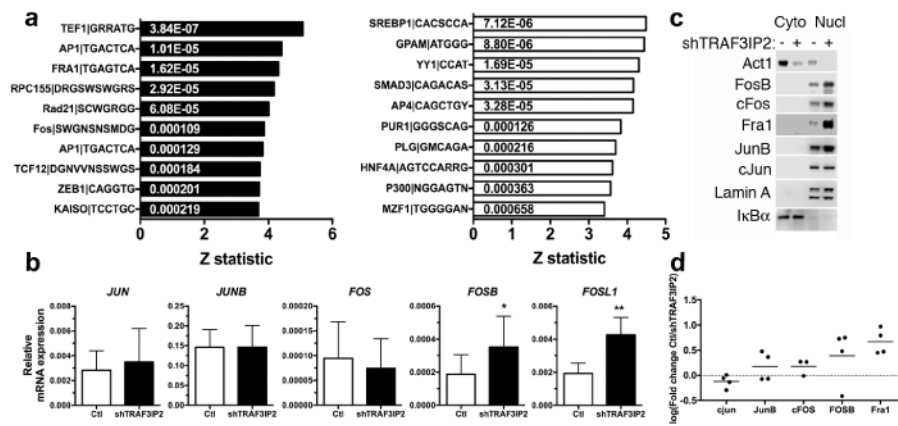 a
TEF1|GRRATG 3.84E-07
AP1|TGACTCA 1.01E-05
FRA1|TGAGTCA 1.62E-05
RPC155|DRGSWSWGRS 2.92E-05
Rad21|SCWGRGG 6.08E-05
Fos|SWGNSNSMDG 0.000109
AP1|TGACTCA 0.000129
TCF12|DGNVVNSSWGS 0.000184
ZEB1|CAGGTG 0.000201
KAISO|TCCTGC 0.000219
0 2 4 6
Z statistic
SREBP1|CACSCCA 7.12E-06
GPAM|ATGGG 8.80E-06
YY1|CCAT 1.69E-05
SMAD3|CAGACAS 3.13E-05
AP4|CAGCTGY 3.28E-05
PUR1|GGGSCAG 0.000126
PLG|GMCAGA 0.000216
HNF4A|AGTCCARRG 0.000301
P300|NGGAGTN 0.000363
MZF1|TGGGGAN 0.000658
0 1 2 3 4 5
Z statistic
c
Cyto Nucl
shTRAF3IP2: - + - +
Act1
FosB
cFos
Fra1
JunB
cJun
Lamin A
IκBα
b
Relative
mRNA expression
JUN
0.008
0.006
0.004
0.002
0.000
Ctl shTRAF3IP2
JUNB
0.25
0.20
0.15
0.10
0.05
0.00
Ctl shTRAF3IP2
FOS
0.00020
0.00015
0.00010
0.00005
0.00000
Ctl shTRAF3IP2
FOSB
*
0.0006
0.0004
0.0002
0.0000
Ctl shTRAF3IP2
FOSL1
**
0.006
0.004
0.002
0.000
Ctl shTRAF3IP2
d
log(Fold change Ctl/shTRAF3IP2)
1.5
1.0
0.5
0.0
-0.5
cjun JunB cFOS FOSB Fra1